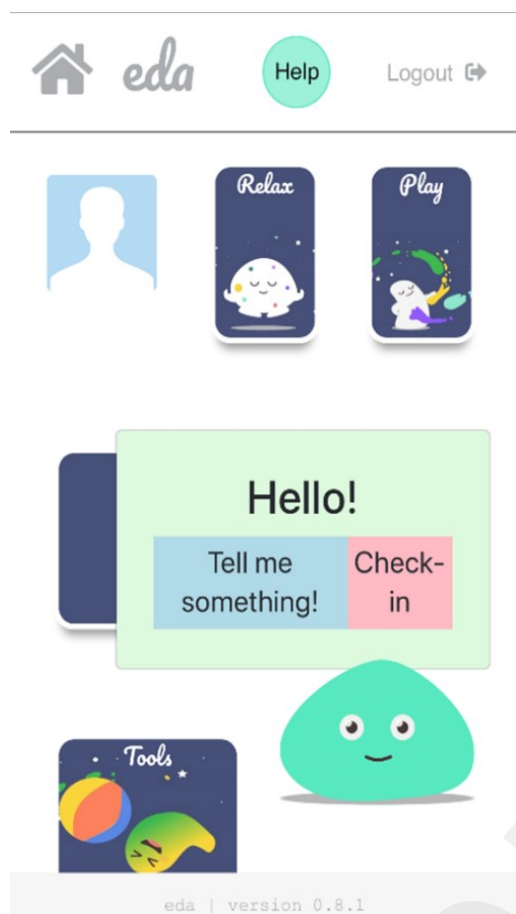 eda
Help
Logout
Relax
Play
Hello!
Tell me
something!
Check-
in
Tools
eda | version 0.8.1